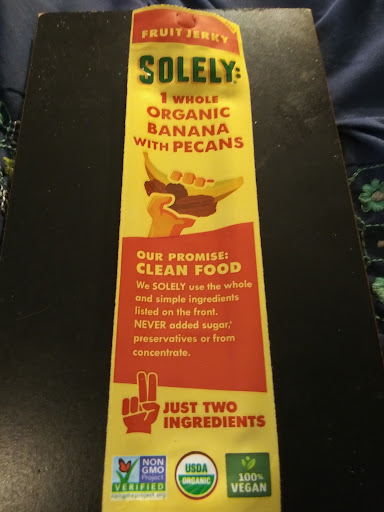 FRUIT JERKY
SOLELY:
1 WHOLE
ORGANIC
BANANA
WITH PECANS
OUR PROMISE:
CLEAN FOOD
We SOLELY use the whole
and simple ingredients
listed on the front.
NEVER added sugar,*
preservatives or from
concentrate.
JUST TWO
INGREDIENTS
NON
GMO
Project
VERIFIED
nongmoproject.org
USDA
ORGANIC
100%
VEGAN